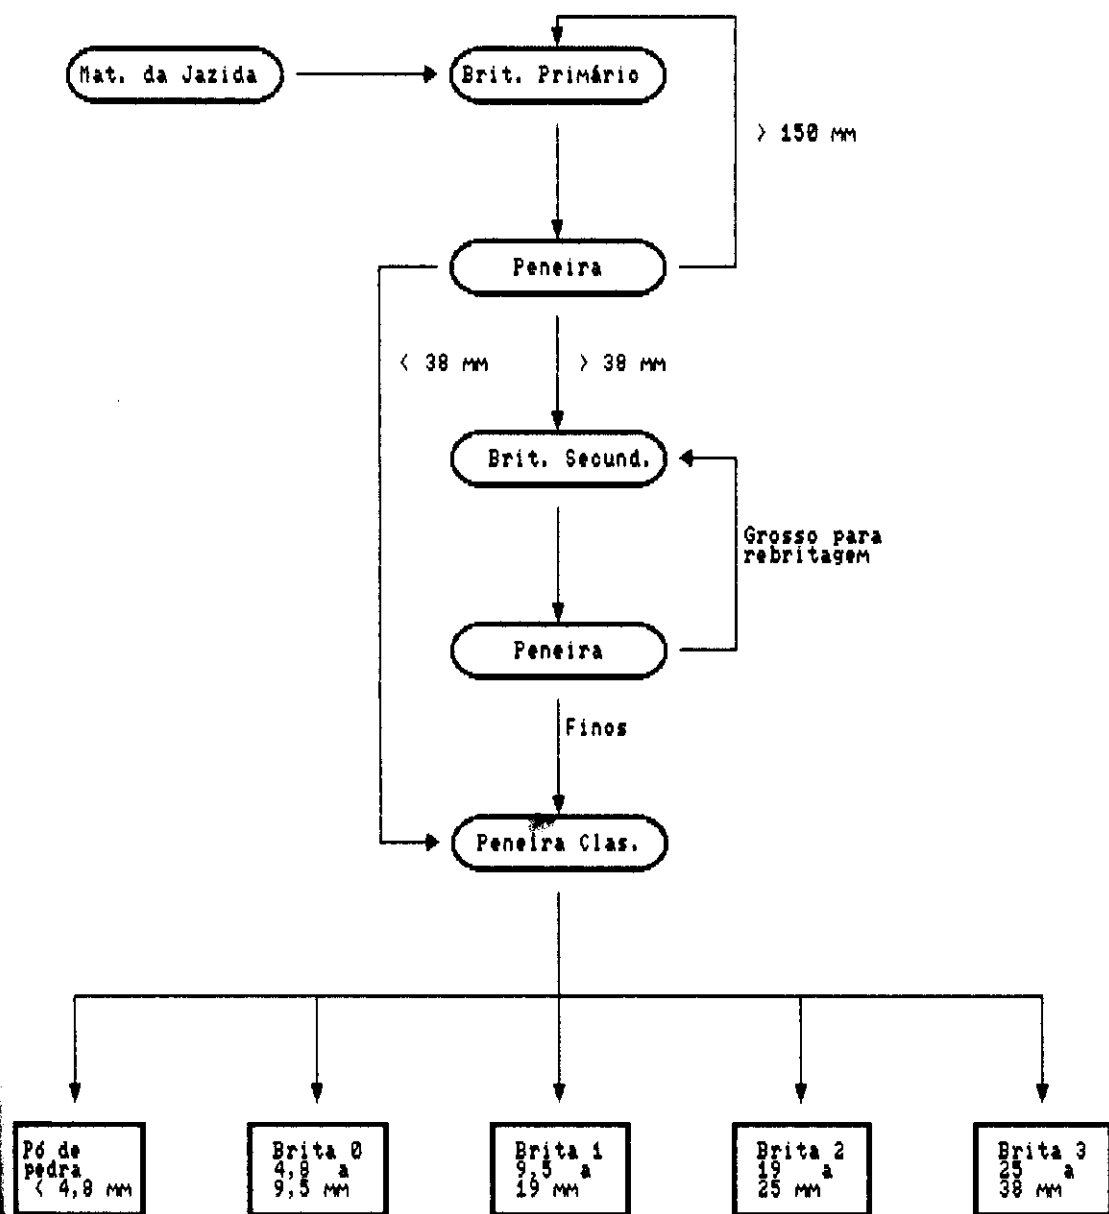 Mat. da Jazida
Brit. Primário
> 150 mm
Peneira
< 38 mm
> 38 mm
Brit. Secund.
Grosso para
rebritagem
Peneira
Finos
Peneira Clas.
Pó de
pedra
< 4,8 mm
Brita 0
4,8 a
9,5 mm
Brita 1
9,5 a
19 mm
Brita 2
19 a
25 mm
Brita 3
25 a
38 mm